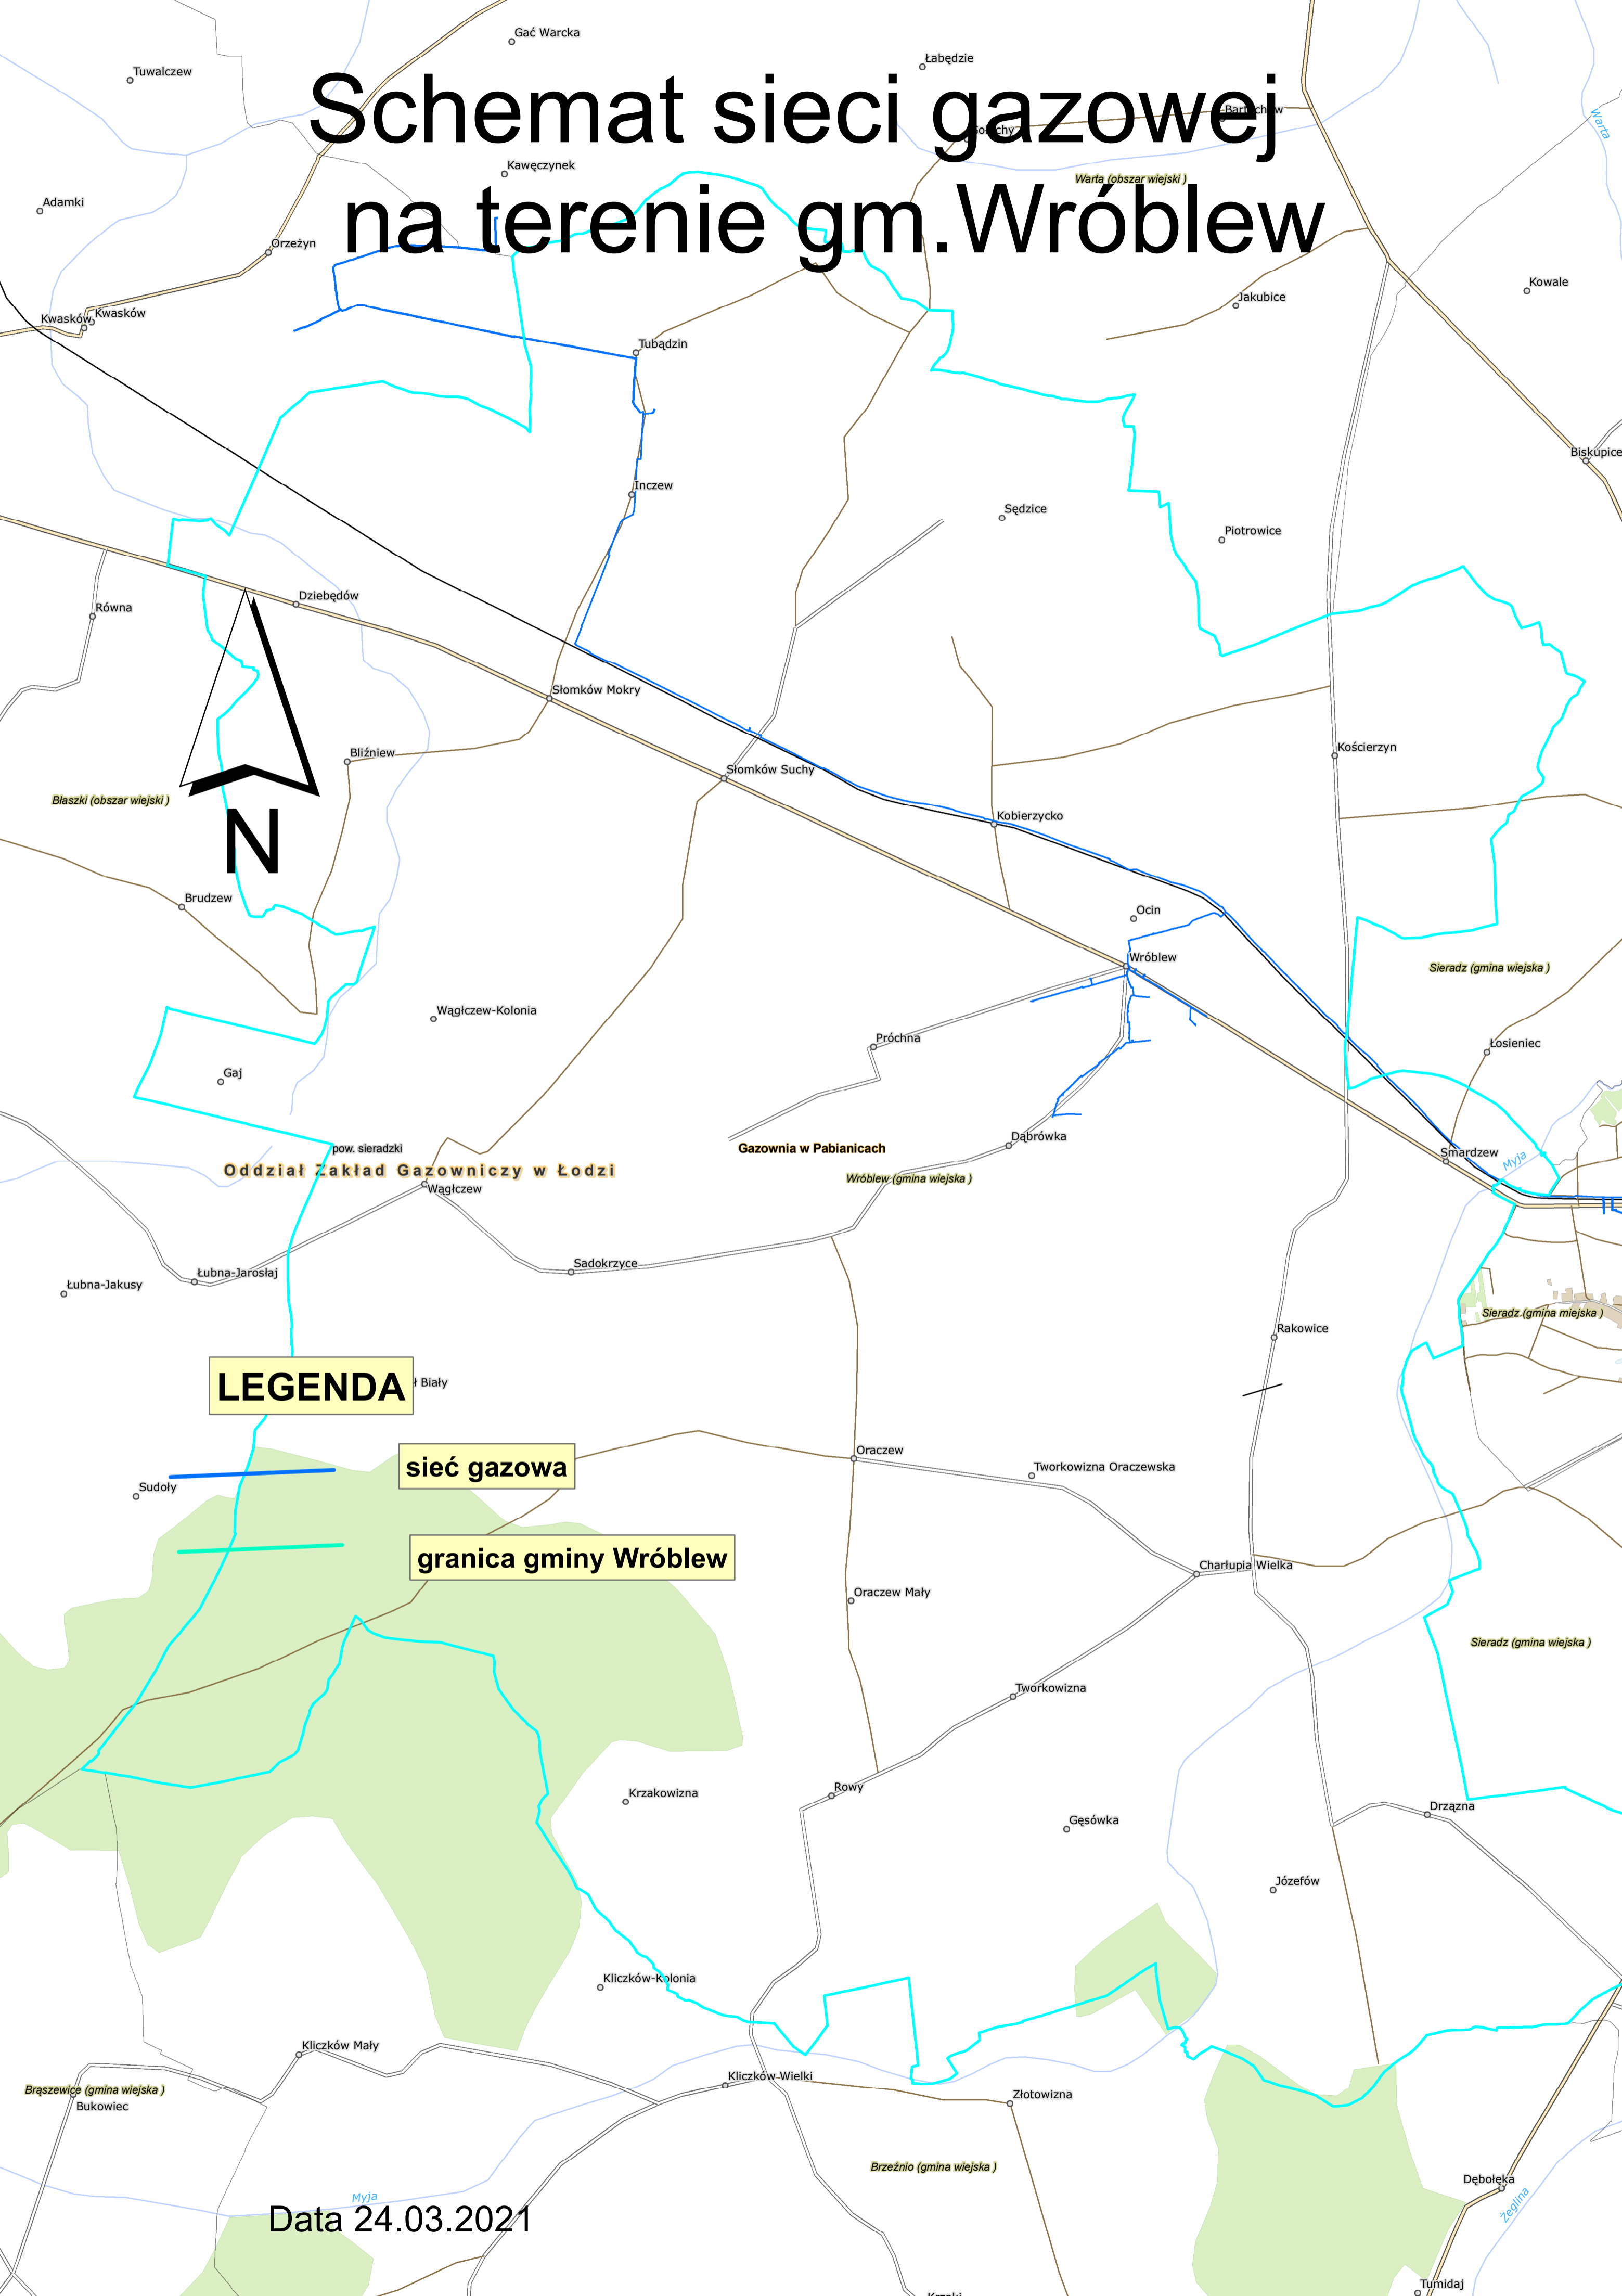 Gać Warcka
Łabędzie
Tuwalczew
Schemat sieci gazowej
na terenie gm.Wróblew
Warta
Kawęczynek
Warta (obszar wiejski )
Adamki
Orzeżyn
Kowale
Jakubice
Kwasków
Kwasków
Tubądzin
Biskupice
Inczew
Sędzice
Piotrowice
Dziebędów
Równa
Słomków Mokry
Kościerzyn
Bliźniew
Słomków Suchy
Błaszki (obszar wiejski )
N
Kobierzycko
Brudzew
Ocin
Wróblew
Sieradz (gmina wiejska )
Wągłczew-Kolonia
Próchna
Łosieniec
Gaj
Dąbrówka
pow. sieradzki
Gazownia w Pabianicach
Smardzew
Myja
Oddział Zakład Gazowniczy w Łodzi
Wróblew (gmina wiejska )
Wągłczew
Sadokrzyce
Łubna-Jarosłaj
Łubna-Jakusy
Sieradz (gmina miejska )
Rakowice
LEGENDA
ł Biały
Oraczew
sieć gazowa
Tworkowizna Oraczewska
Sudoły
granica gminy Wróblew
Charłupia Wielka
Oraczew Mały
Sieradz (gmina wiejska )
Tworkowizna
Rowy
Krzakowizna
Drzązna
Gęsówka
Józefów
Kliczków-Kolonia
Kliczków Mały
Kliczków Wielki
Brąszewice (gmina wiejska )
Bukowiec
Złotowizna
Brzeźnio (gmina wiejska )
Dębołęka
Żeglina
Myja
Data 24.03.2021
Tumidaj